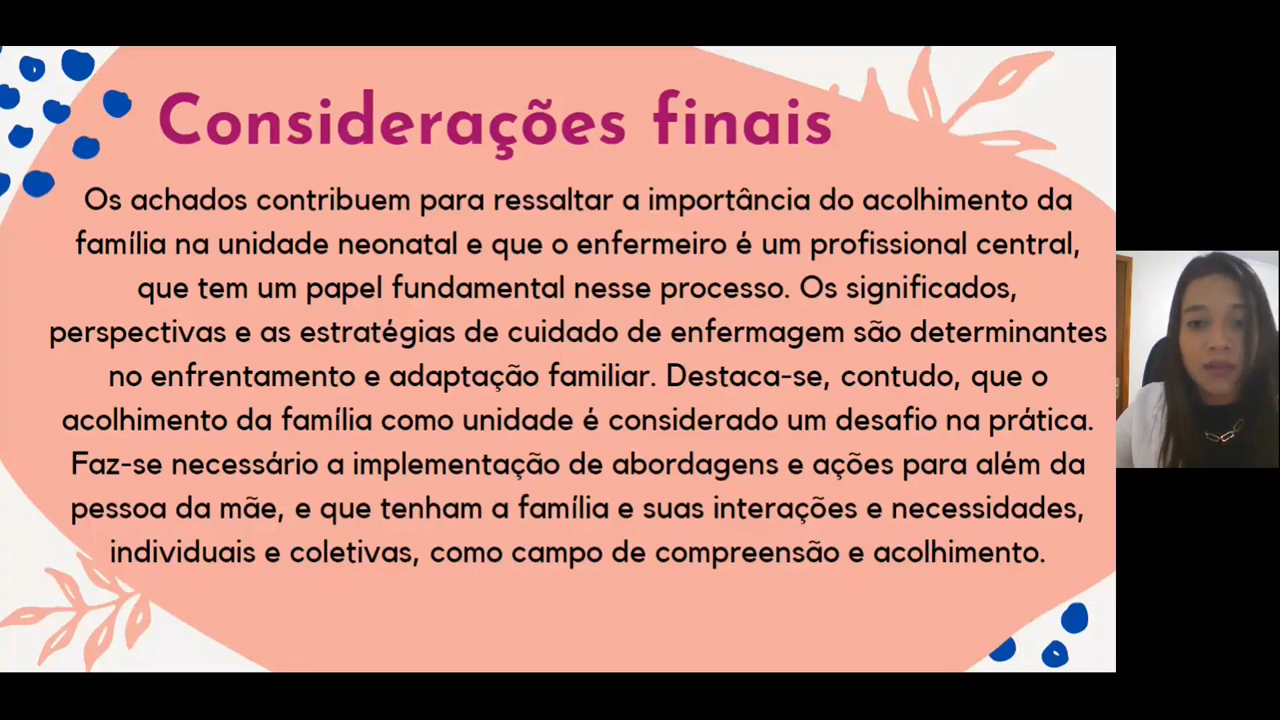 Considerações finais
Os achados contribuem para ressaltar a importância do acolhimento da
família na unidade neonatal e que o enfermeiro é um profissional central,
que tem um papel fundamental nesse processo. Os significados,
perspectivas e as estratégias de cuidado de enfermagem são determinantes
no enfrentamento e adaptação familiar. Destaca-se, contudo, que o
acolhimento da família como unidade é considerado um desafio na prática.
Faz-se necessário a implementação de abordagens e ações para além da
pessoa da mãe, e que tenham a família e suas interações e necessidades,
individuais e coletivas, como campo de compreensão e acolhimento.